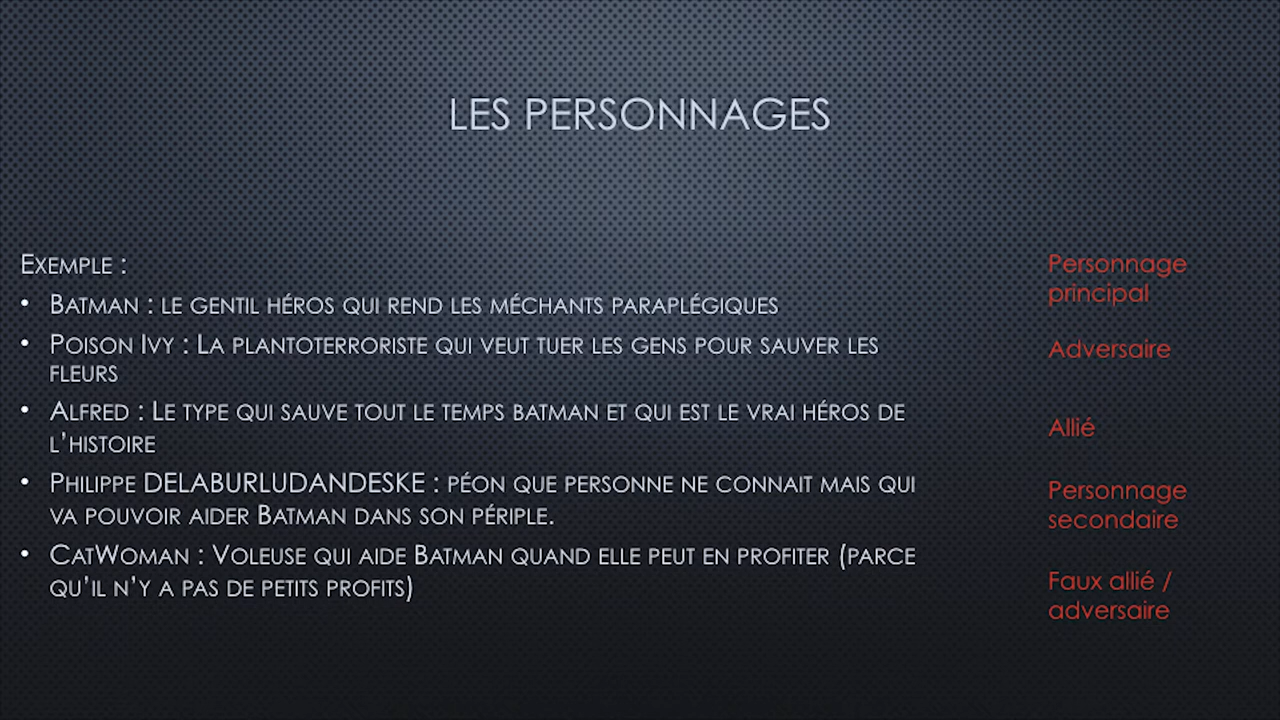 LES PERSONNAGES
EXEMPLE :
• BATMAN : LE GENTIL HÉROS QUI REND LES MÉCHANTS PARAPLÉGIQUES
• POISON IVY : LA PLANTOTERRORISTE QUI VEUT TUER LES GENS POUR SAUVER LES
FLEURS
• ALFRED : LE TYPE QUI SAUVE TOUT LE TEMPS BATMAN ET QUI EST LE VRAI HÉROS DE
L’HISTOIRE
• PHILIPPE DELABURLUDANDESKE : PÉON QUE PERSONNE NE CONNAIT MAIS QUI
VA POUVOIR AIDER BATMAN DANS SON PÉRIPLE.
• CATWOMAN : VOLEUSE QUI AIDE BATMAN QUAND ELLE PEUT EN PROFITER (PARCE
QU’IL N’Y A PAS DE PETITS PROFITS)
Personnage
principal
Adversaire
Allié
Personnage
secondaire
Faux allié /
adversaire